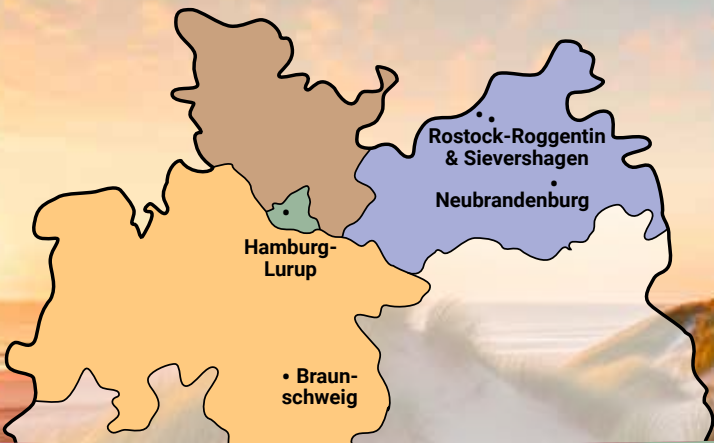 Rostock-Roggentin
& Sievershagen
Neubrandenburg
Hamburg-
Lurup
Braun-
schweig